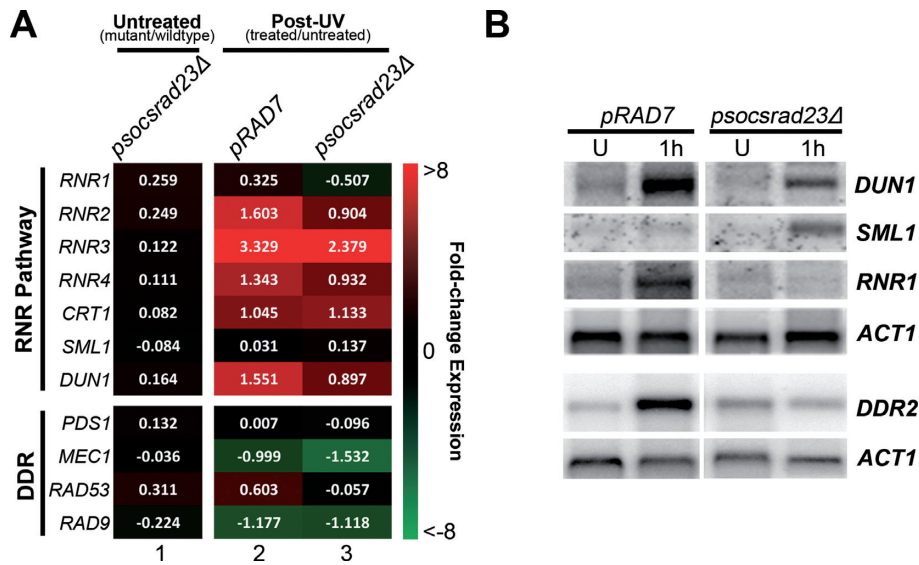 A
Untreated
(mutant/wildtype)
Post-UV
(treated/untreated)
psocsrad23Δ
pRAD7
psocsrad23Δ
RNR Pathway
RNR1 0.259 0.325 -0.507
RNR2 0.249 1.603 0.904
RNR3 0.122 3.329 2.379
RNR4 0.111 1.343 0.932
CRT1 0.082 1.045 1.133
SML1 -0.084 0.031 0.137
DUN1 0.164 1.551 0.897
DDR
PDS1 0.132 0.007 -0.096
MEC1 -0.036 -0.999 -1.532
RAD53 0.311 0.603 -0.057
RAD9 -0.224 -1.177 -1.118
1 2 3
>8
0
<-8
Fold-change Expression
B
pRAD7 psocsrad23Δ
U 1h U 1h
DUN1
SML1
RNR1
ACT1
DDR2
ACT1